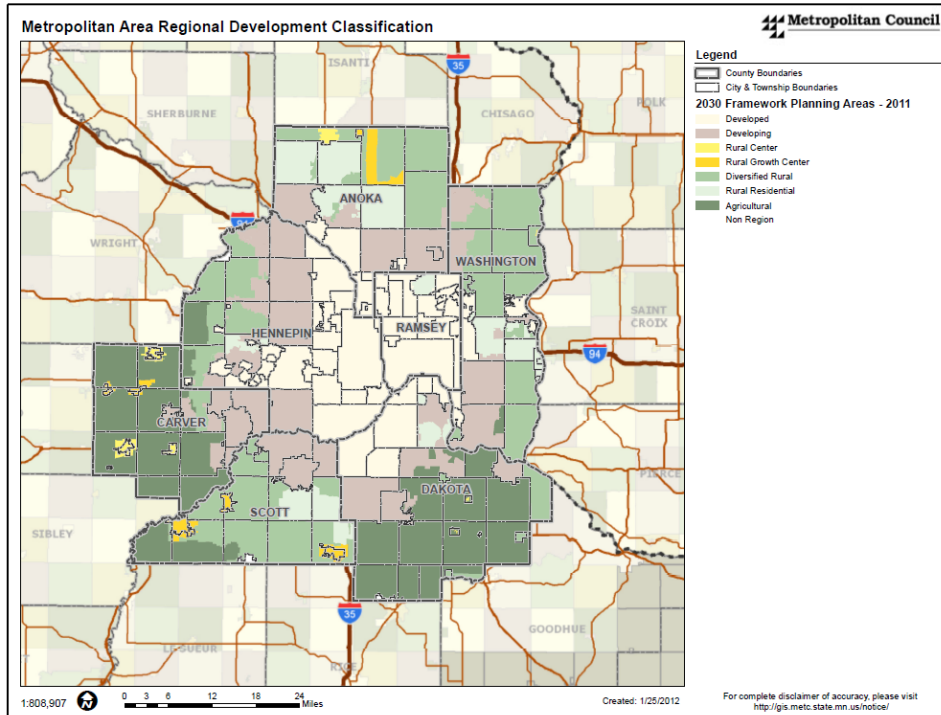 Metropolitan Area Regional Development Classification
Metropolitan Council
Legend
County Boundaries
City & Township Boundaries
2030 Framework Planning Areas - 2011
Developed
Developing
Rural Center
Rural Growth Center
Diversified Rural
Rural Residential
Agricultural
Non Region
ISANTI
35
SHERBURNE
CHISAGO
POLK
ANOKA
WRIGHT
WASHINGTON
HENNEPIN
RAMSEY
SAINT
CROIX
94
CARVER
PIERCE
DAKOTA
SCOTT
SIBLEY
35
GOODHUE
LE SUEUR
RICE
1:808,907
N
0 3 6 12 18 24
Miles
Created: 1/25/2012
For complete disclaimer of accuracy, please visit
http://gis.metc.state.mn.us/notice/